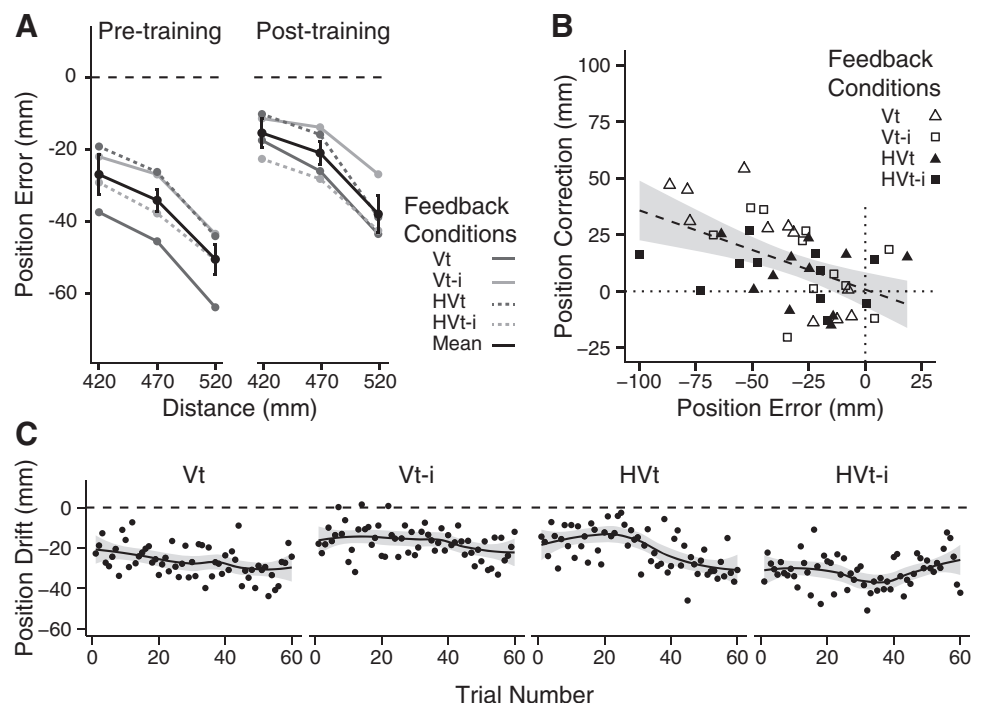 A
Pre-training
Post-training
Position Error (mm)
0
−20
−40
−60
420 470 520
420 470 520
Distance (mm)
Feedback
Conditions
Vt
Vt-i
HVt
HVt-i
Mean
B
Position Correction (mm)
100
75
50
25
0
−25
−100 −75 −50 −25 0 25
Position Error (mm)
Feedback
Conditions
Vt
Vt-i
HVt
HVt-i
C
Position Drift (mm)
Vt
Vt-i
HVt
HVt-i
0
−20
−40
−60
0 20 40 60
0 20 40 60
0 20 40 60
0 20 40 60
Trial Number